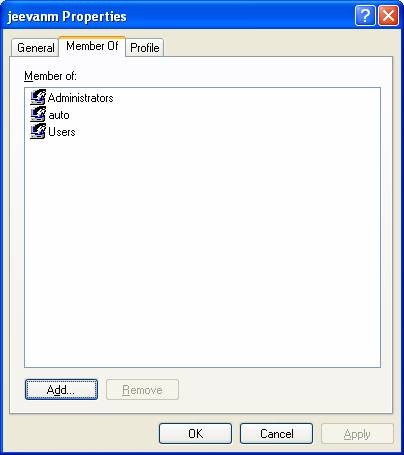 jeevanm Properties
General Member Of Profile
Member of:
Administrators
auto
Users
Add... Remove
OK Cancel Apply